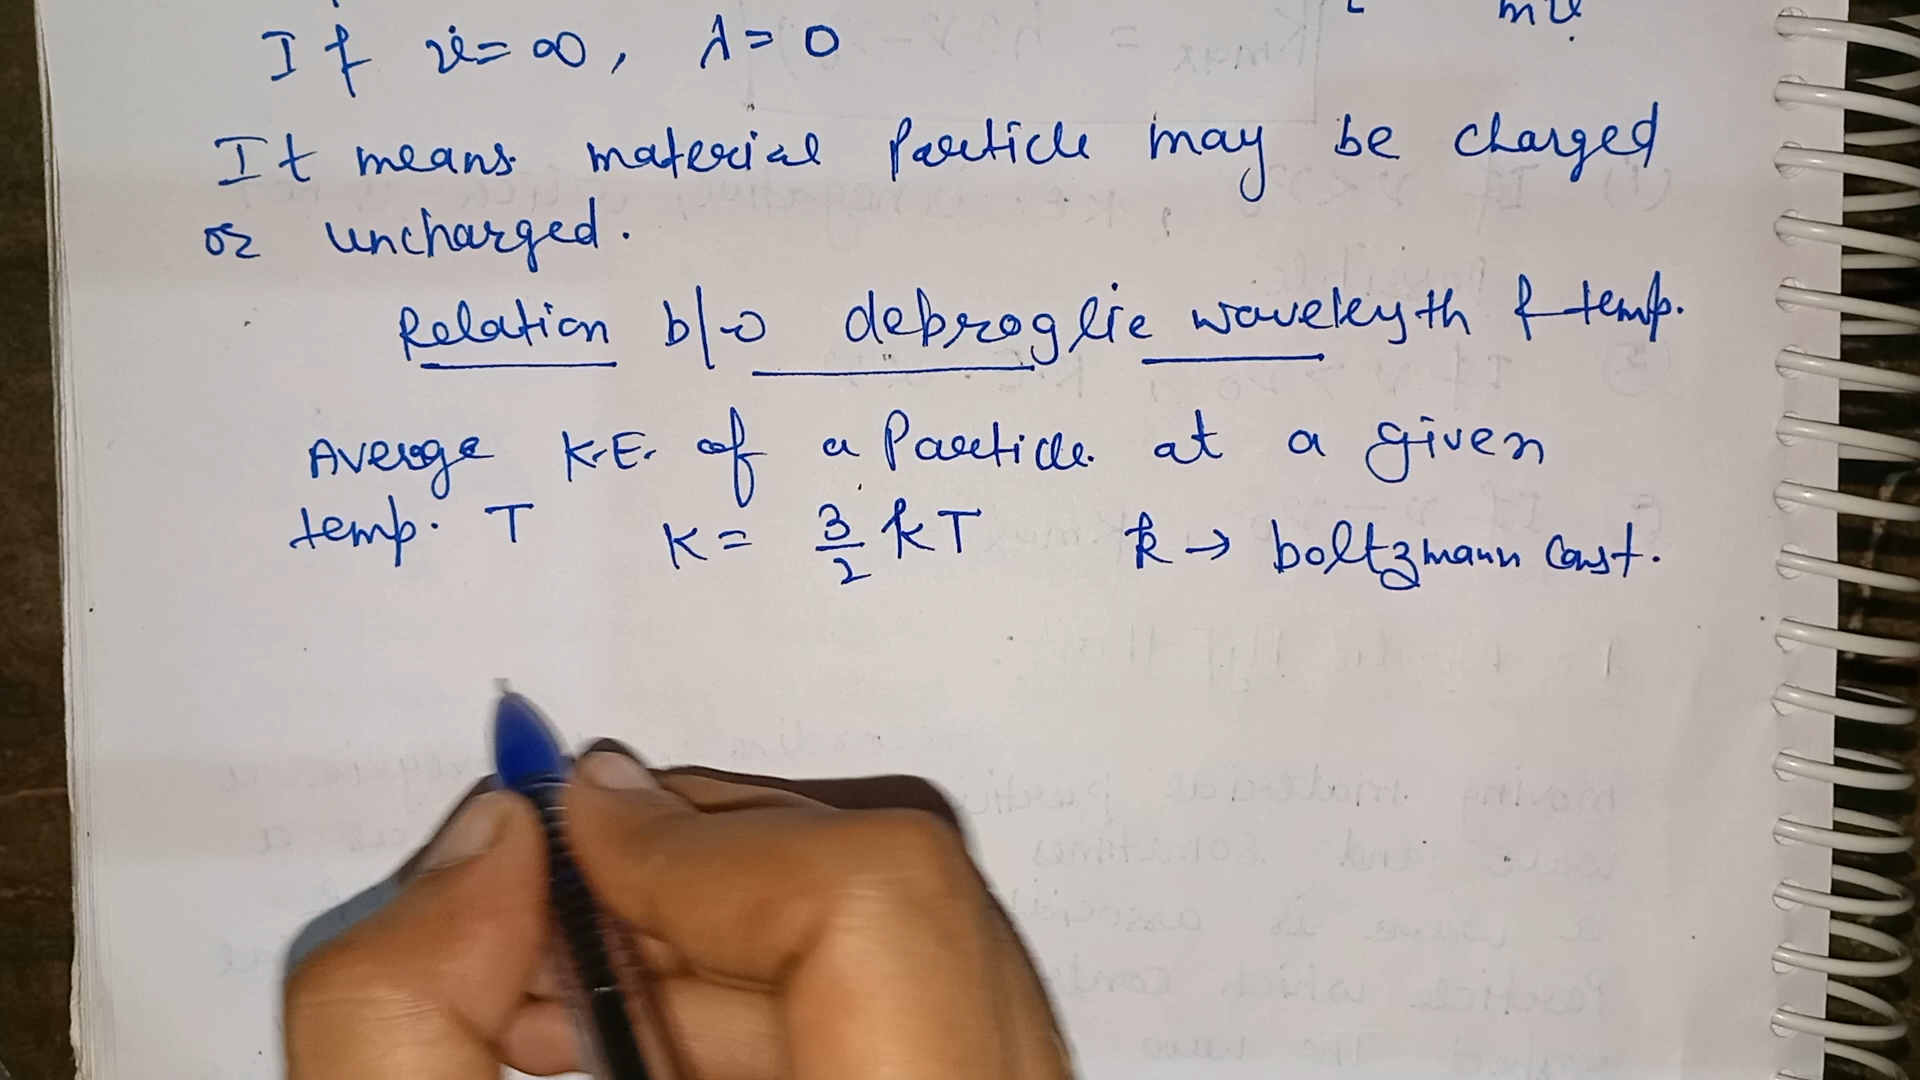 mv
If v = ∞, λ = 0
It means material particle may be charged
or uncharged.
Relation b/w debroglie wavelength & temp.
Average K.E. of a Particle at a given
temp. T K = 3/2 kT k → boltzmann Const.